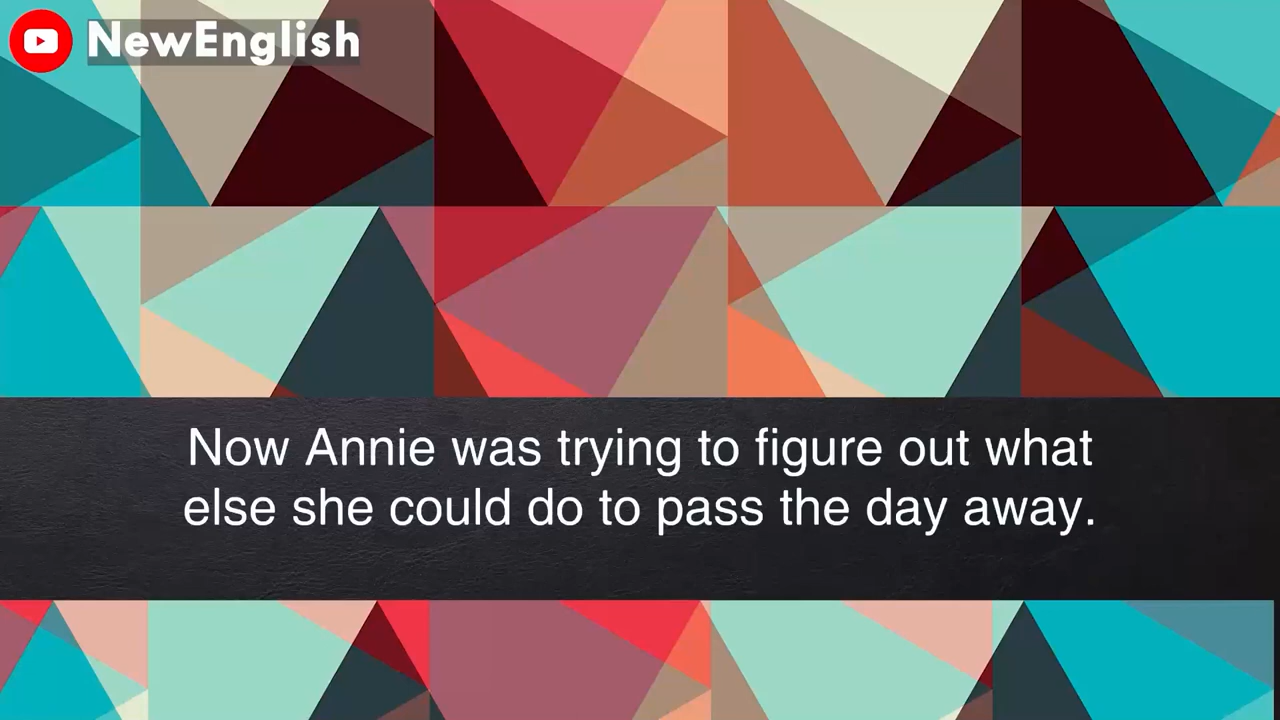 NewEnglish
Now Annie was trying to figure out what
else she could do to pass the day away.